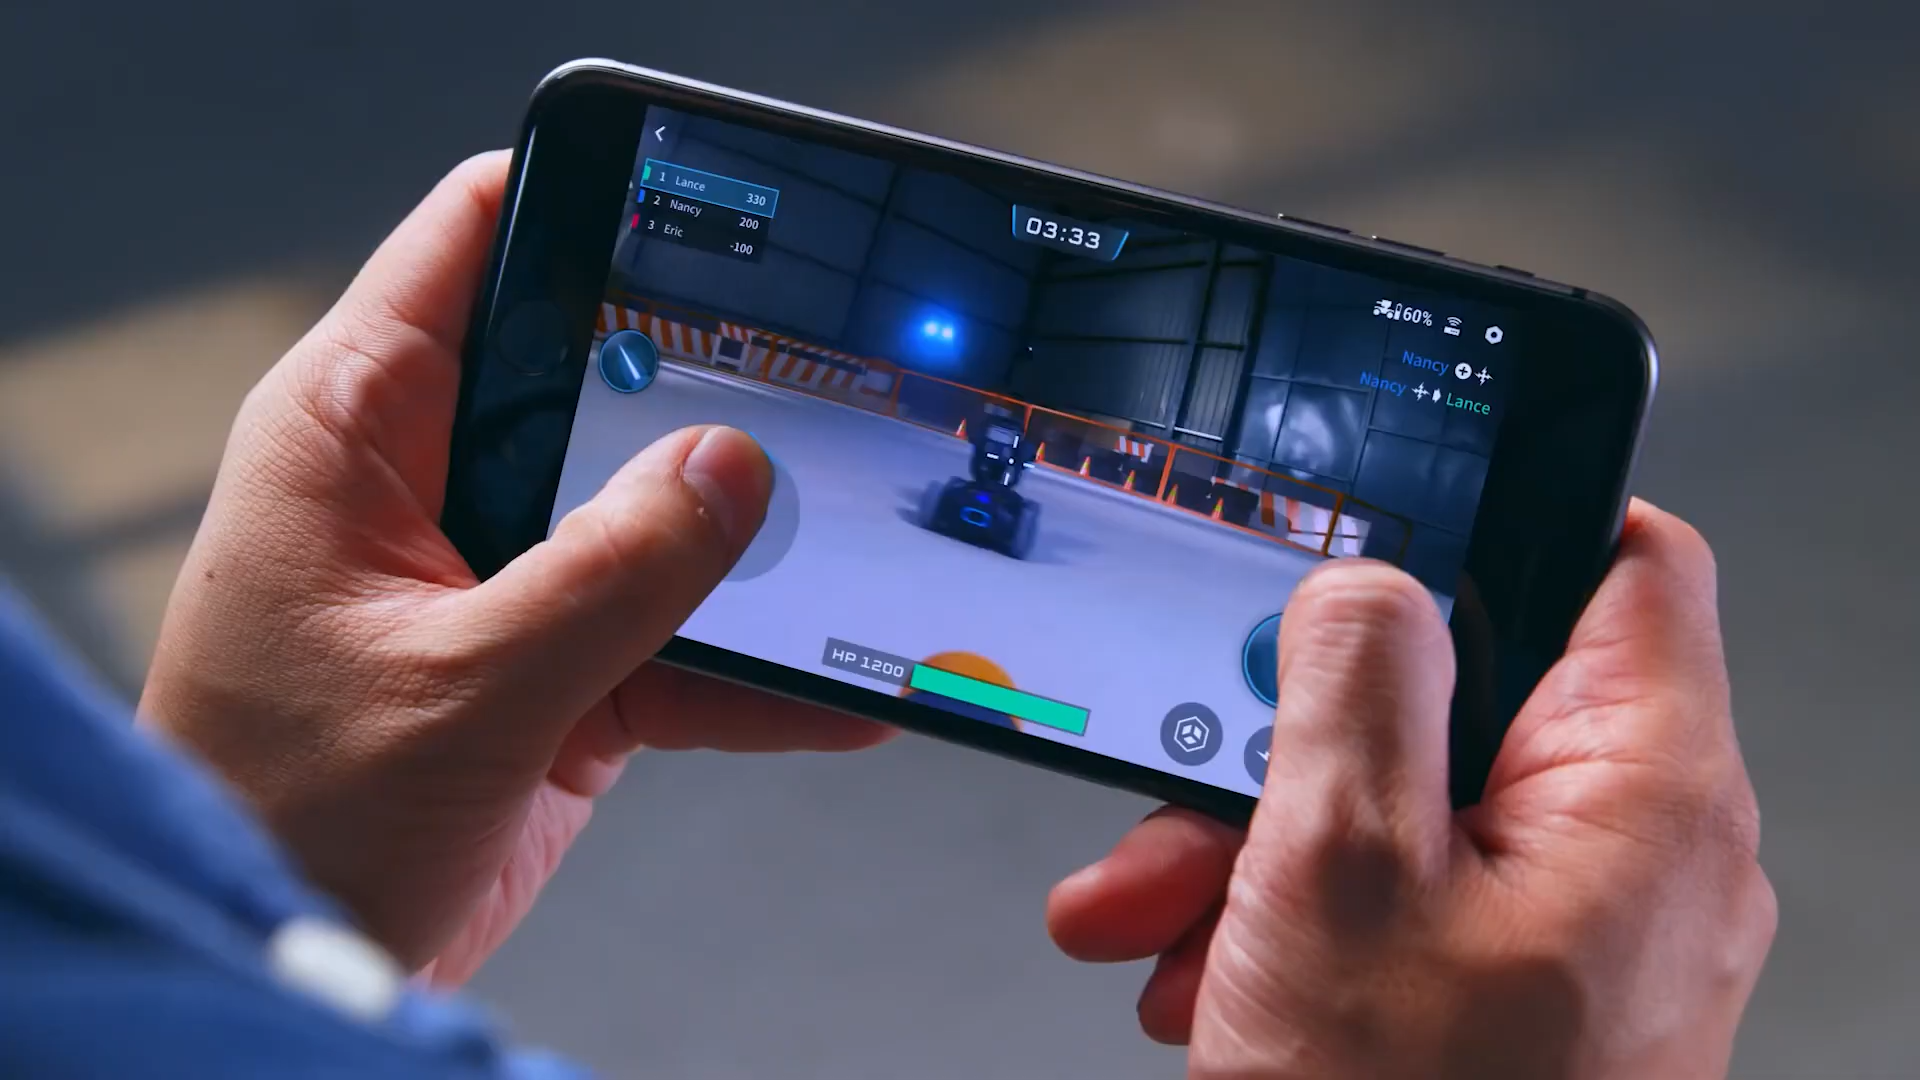 1 Lance 330
2 Nancy 200
3 Eric -100
03:33
60%
Nancy
Nancy Lance
HP 1200